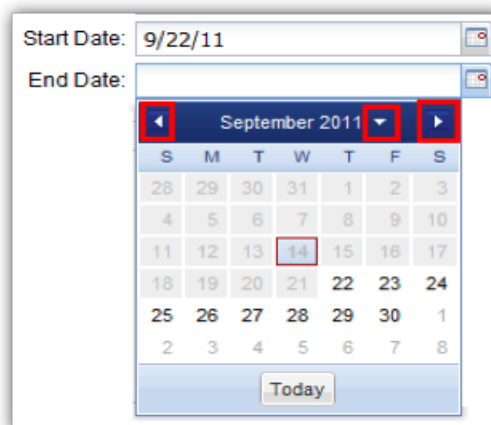 Start Date: 9/22/11
End Date:
September 2011
S M T W T F S
28 29 30 31 1 2 3
4 5 6 7 8 9 10
11 12 13 14 15 16 17
18 19 20 21 22 23 24
25 26 27 28 29 30 1
2 3 4 5 6 7 8
Today